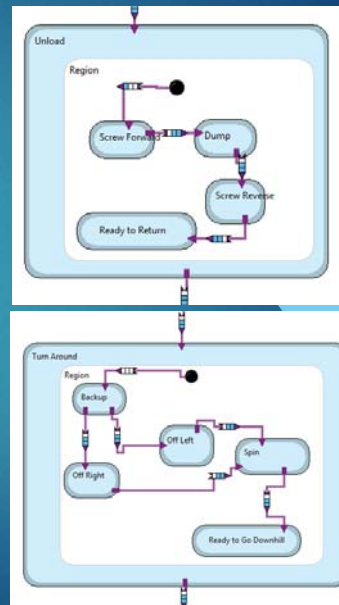 Unload
Region
Screw Forward
Dump
Screw Reverse
Ready to Return
Turn Around
Region
Backup
Off Left
Spin
Off Right
Ready to Go Downhill